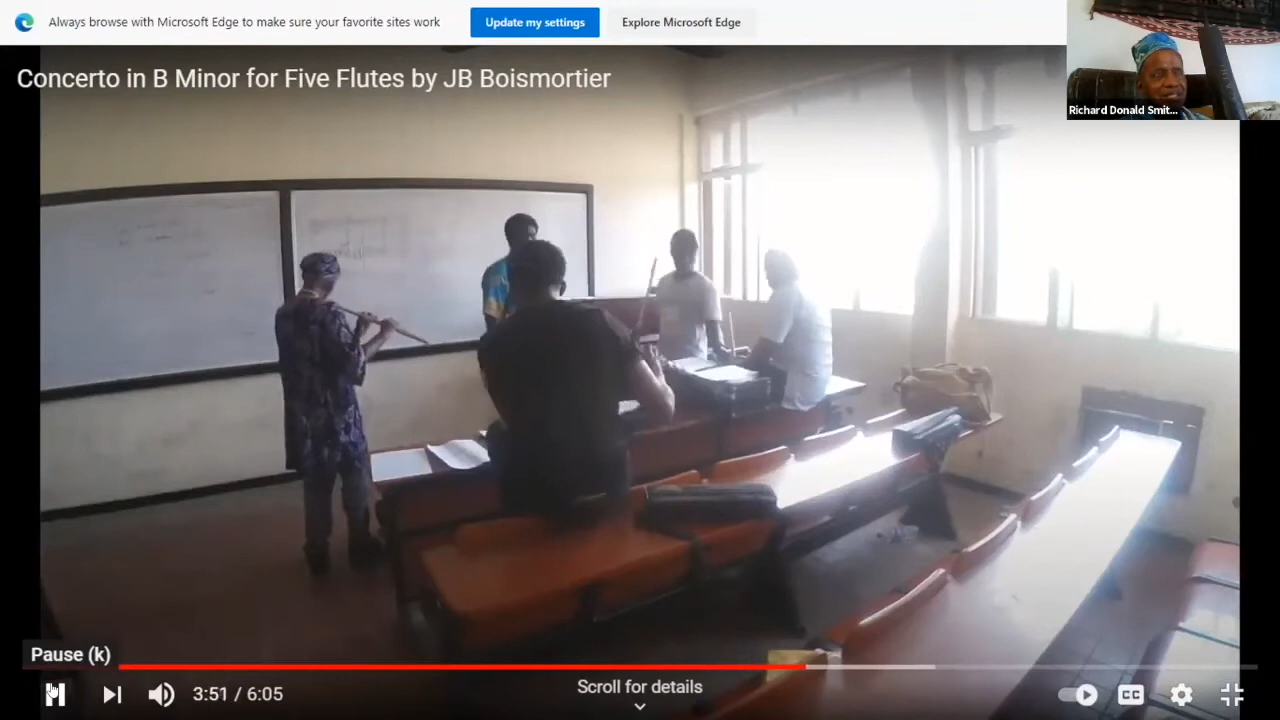 Always browse with Microsoft Edge to make sure your favorite sites work
Update my settings
Explore Microsoft Edge
Richard Donald Smit...
Concerto in B Minor for Five Flutes by JB Boismortier
Pause (k)
3:51 / 6:05
Scroll for details
CC